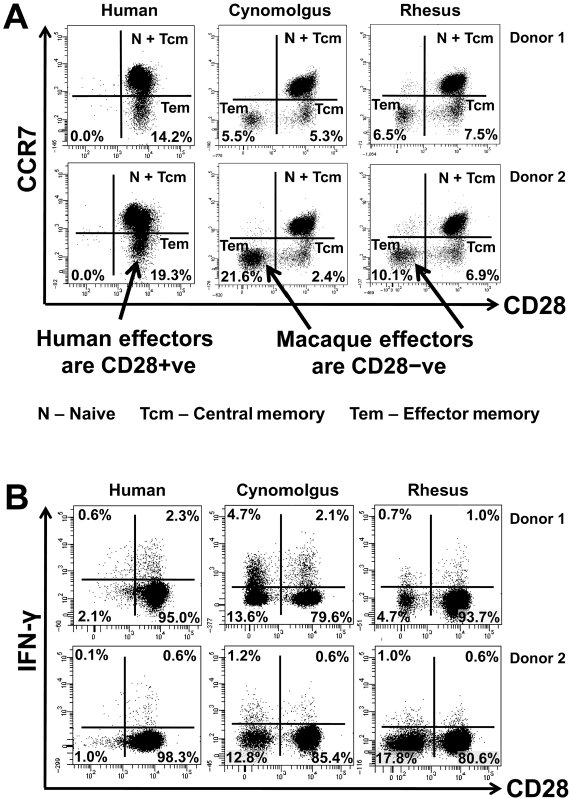 A
Human Cynomolgus Rhesus
Donor 1
N + Tcm N + Tcm N + Tcm
Tem Tem Tcm Tem Tcm
0.0% 14.2% 5.5% 5.3% 6.5% 7.5%
Donor 2
N + Tcm N + Tcm N + Tcm
Tem Tem Tcm Tem Tcm
0.0% 19.3% 21.6% 2.4% 10.1% 6.9%
CCR7
CD28
Human effectors
are CD28+ve
Macaque effectors
are CD28−ve
N – Naive Tcm – Central memory Tem – Effector memory
B
Human Cynomolgus Rhesus
Donor 1
0.6% 2.3% 4.7% 2.1% 0.7% 1.0%
2.1% 95.0% 13.6% 79.6% 4.7% 93.7%
Donor 2
0.1% 0.6% 1.2% 0.6% 1.0% 0.6%
1.0% 98.3% 12.8% 85.4% 17.8% 80.6%
IFN-γ
CD28